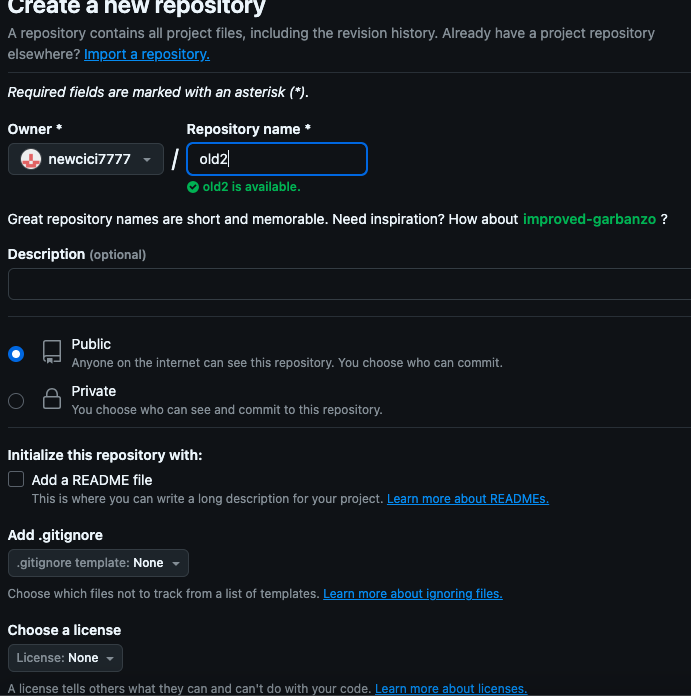 Create a new repository
A repository contains all project files, including the revision history. Already have a project repository
elsewhere? Import a repository.
Required fields are marked with an asterisk (*).
Owner * Repository name *
newcici7777 / old2
old2 is available.
Great repository names are short and memorable. Need inspiration? How about improved-garbanzo ?
Description (optional)
Public
Anyone on the internet can see this repository. You choose who can commit.
Private
You choose who can see and commit to this repository.
Initialize this repository with:
Add a README file
This is where you can write a long description for your project. Learn more about READMEs.
Add .gitignore
.gitignore template: None
Choose which files not to track from a list of templates. Learn more about ignoring files.
Choose a license
License: None
A license tells others what they can and can't do with your code. Learn more about licenses.